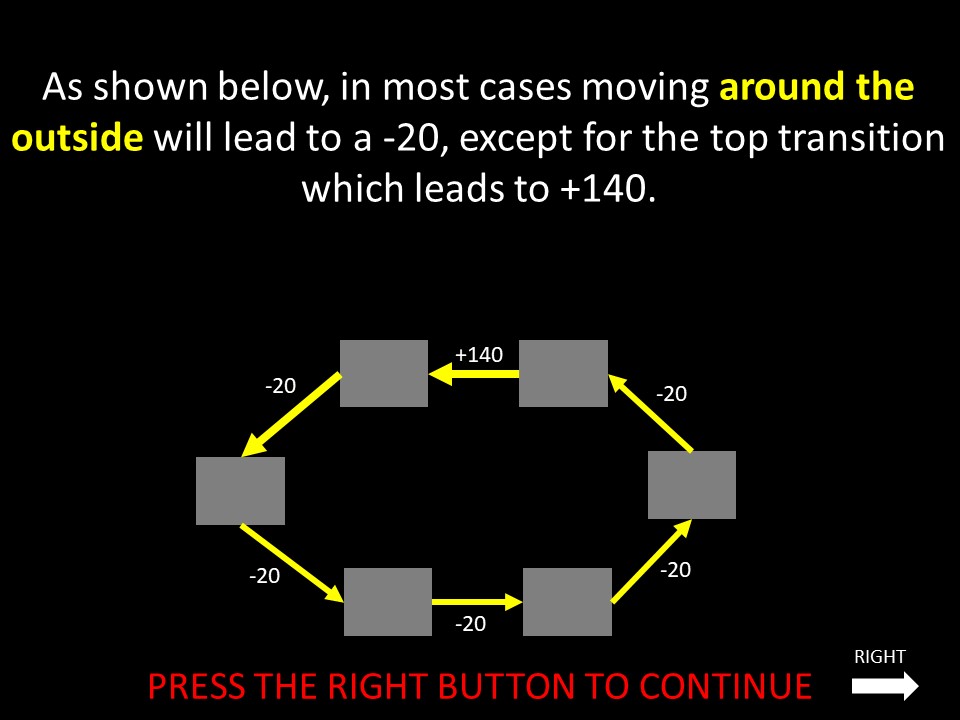 As shown below, in most cases moving around the
outside will lead to a -20, except for the top transition
which leads to +140.
+140
-20
-20
-20
-20
-20
RIGHT
PRESS THE RIGHT BUTTON TO CONTINUE